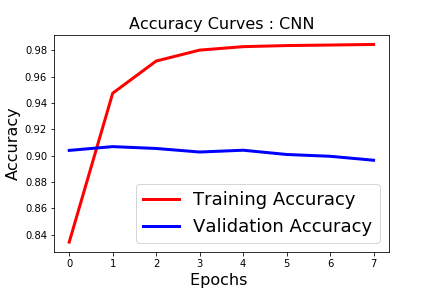 Accuracy Curves : CNN
Accuracy
0.98
0.96
0.94
0.92
0.90
0.88
0.86
0.84
Training Accuracy
Validation Accuracy
0 1 2 3 4 5 6 7
Epochs